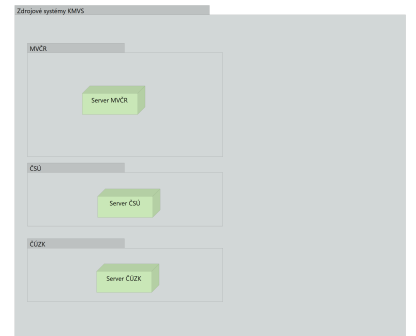 Zdrojové systémy KMVS
MVČR
Server MVČR
ČSÚ
Server ČSÚ
ČÚZK
Server ČÚZK